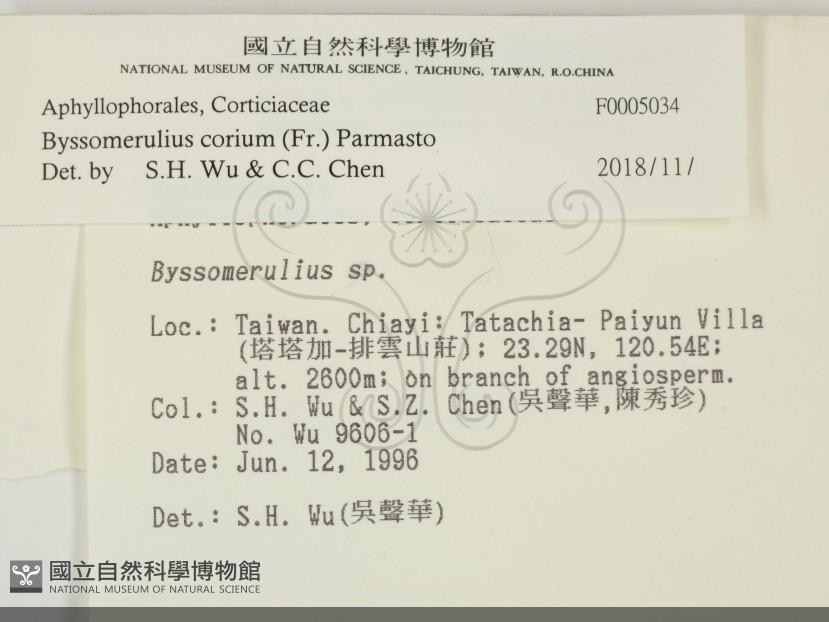 國立自然科學博物館
NATIONAL MUSEUM OF NATURAL SCIENCE, TAICHUNG, TAIWAN, R.O.CHINA
Aphyllophorales, Corticiaceae F0005034
Byssomerulius corium (Fr.) Parmasto
Det. by S.H. Wu & C.C. Chen 2018/11/
Byssomerulius sp.
Loc.: Taiwan. Chiayi: Tatachia- Paiyun Villa
(塔塔加-排雲山莊); 23.29N, 120.54E;
alt. 2600m; on branch of angiosperm.
Col.: S.H. Wu & S.Z. Chen(吳聲華,陳秀珍)
No. Wu 9606-1
Date: Jun. 12, 1996
Det.: S.H. Wu(吳聲華)
國立自然科學博物館
NATIONAL MUSEUM OF NATURAL SCIENCE